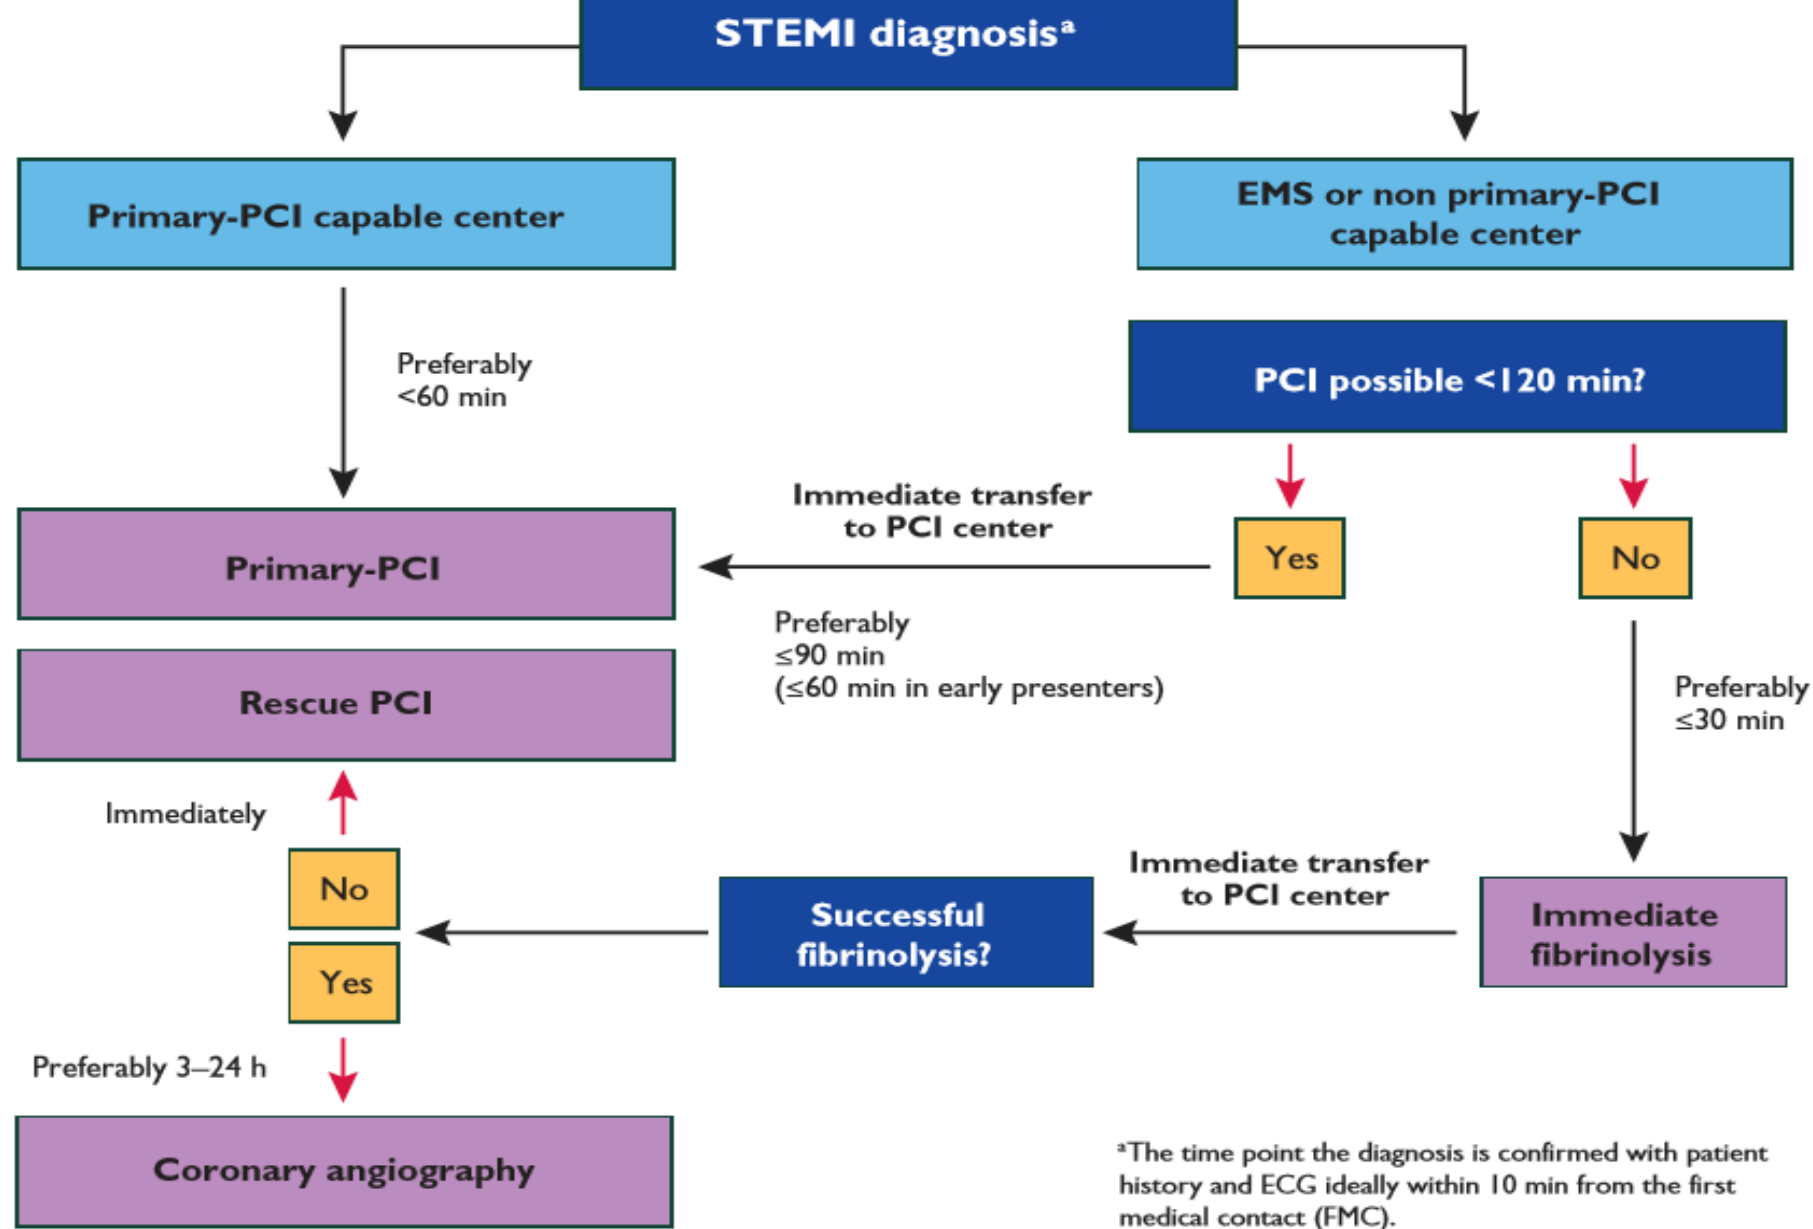 STEMI diagnosisᵃ
Primary-PCI capable center
EMS or non primary-PCI
capable center
Preferably
<60 min
PCI possible <120 min?
Immediate transfer
to PCI center
Yes
No
Primary-PCI
Preferably
≤90 min
(≤60 min in early presenters)
Preferably
≤30 min
Rescue PCI
Immediately
No
Yes
Successful
fibrinolysis?
Immediate transfer
to PCI center
Immediate
fibrinolysis
Preferably 3–24 h
Coronary angiography
ᵃThe time point the diagnosis is confirmed with patient
history and ECG ideally within 10 min from the first
medical contact (FMC).